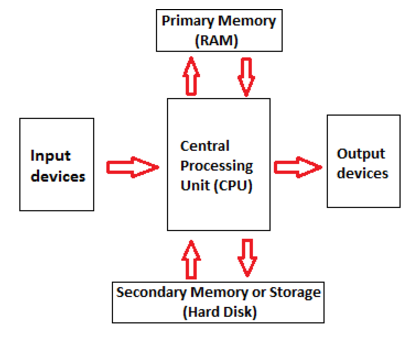 Primary Memory
(RAM)
Input
devices
Central
Processing
Unit (CPU)
Output
devices
Secondary Memory or Storage
(Hard Disk)